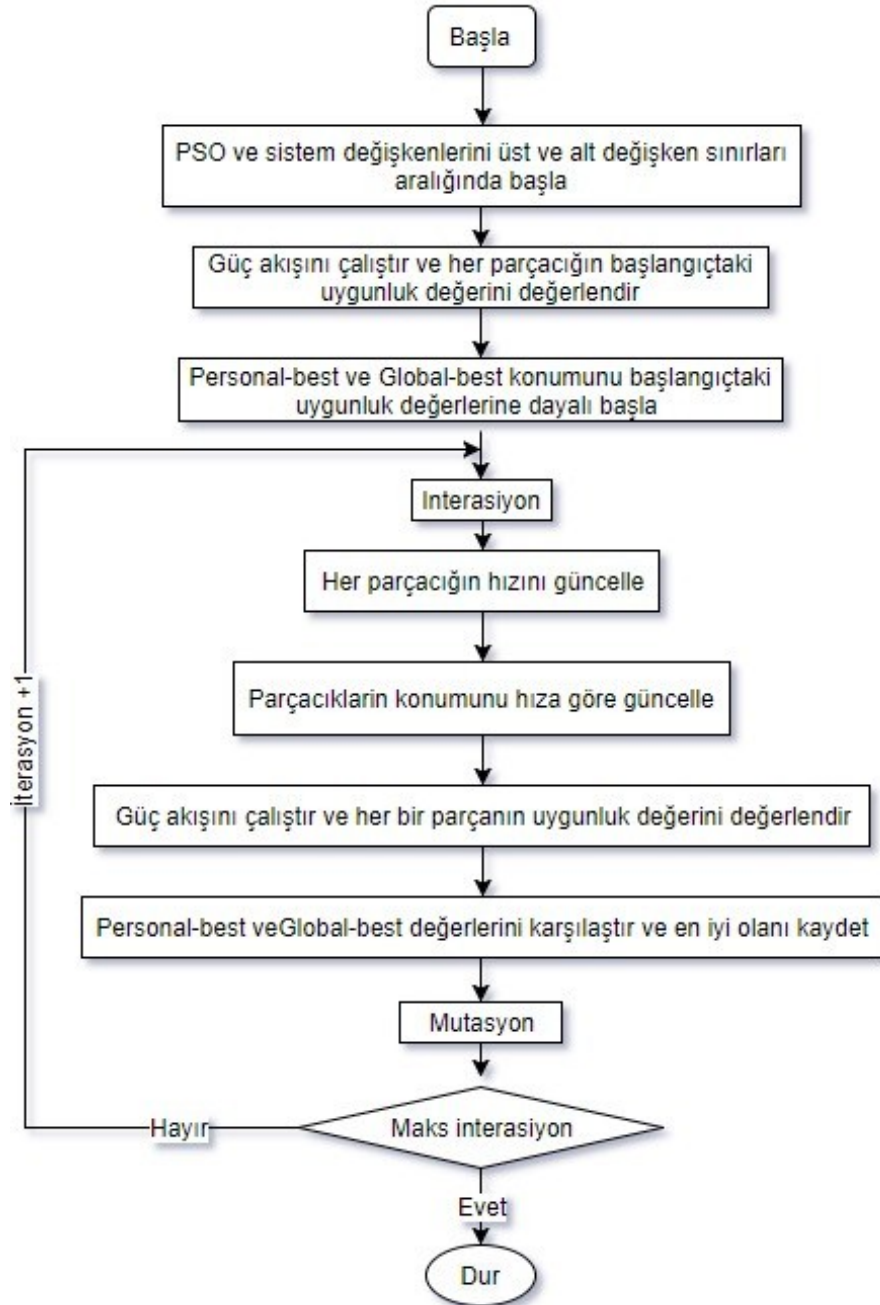 Başla
PSO ve sistem değişkenlerini üst ve alt değişken sınırları
aralığında başla
Güç akışını çalıştır ve her parçacığın başlangıçtaki
uygunluk değerini değerlendir
Personal-best ve Global-best konumunu başlangıçtaki
uygunluk değerlerine dayalı başla
Interasiyon
Her parçacığın hızını güncelle
Parçacıklarin konumunu hıza göre güncelle
İterasyon +1
Güç akışını çalıştır ve her bir parçanın uygunluk değerini değerlendir
Personal-best veGlobal-best değerlerini karşılaştır ve en iyi olanı kaydet
Mutasyon
Hayır
Maks interasiyon
Evet
Dur